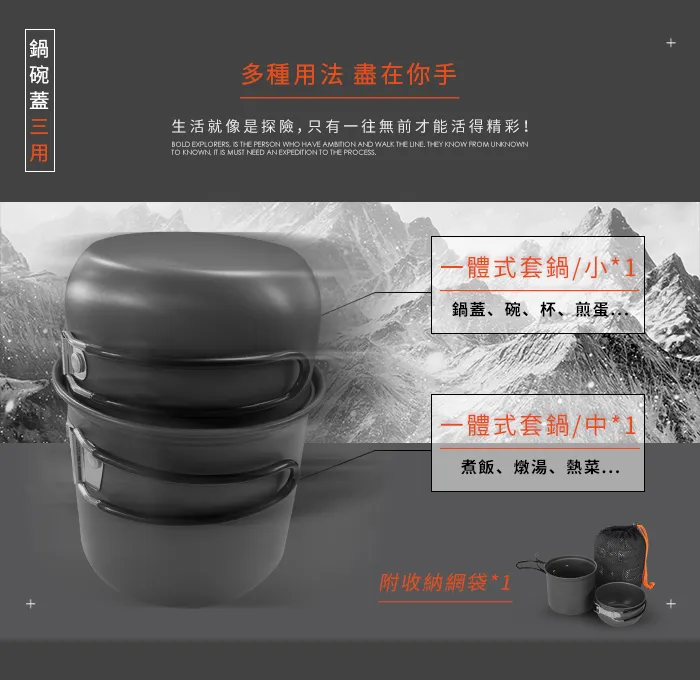 鍋碗蓋三用
多種用法 盡在你手
生活就像是探險，只有一往無前才能活得精彩！
BOLD EXPLORERS, IS THE PERSON WHO HAVE AMBITION AND WALK THE LINE. THEY KNOW FROM UNKNOWN
TO KNOWN, IT IS MUST NEED AN EXPEDITION TO THE PROCESS.
一體式套鍋/小*1
鍋蓋、碗、杯、煎蛋...
一體式套鍋/中*1
煮飯、燉湯、熱菜...
附收納網袋*1